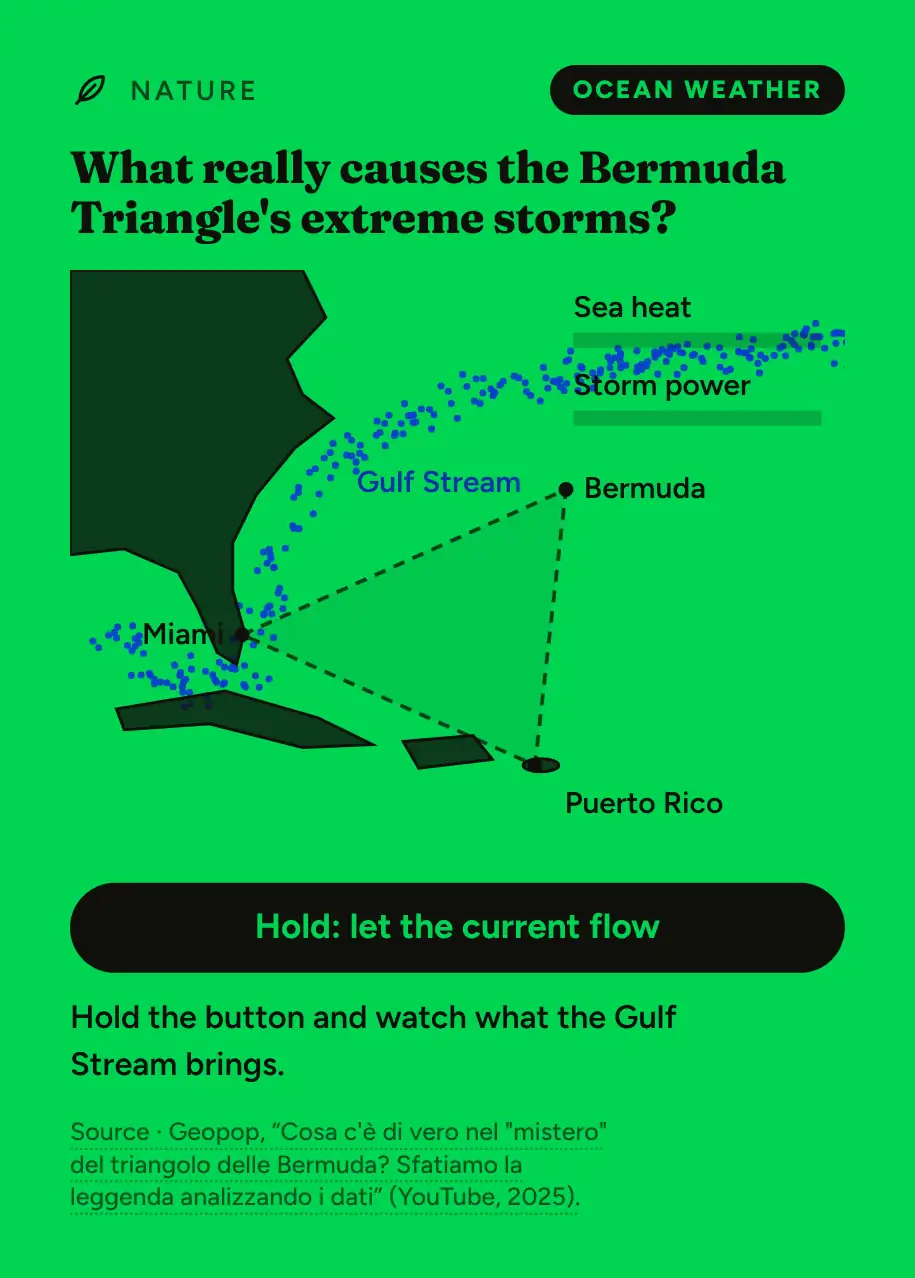 NATURE
OCEAN WEATHER
What really causes the Bermuda
Triangle's extreme storms?
Sea heat
Storm power
Gulf Stream
Bermuda
Miami
Puerto Rico
Hold: let the current flow
Hold the button and watch what the Gulf
Stream brings.
Source · Geopop, “Cosa c'è di vero nel "mistero"
del triangolo delle Bermuda? Sfatiamo la
leggenda analizzando i dati” (YouTube, 2025).